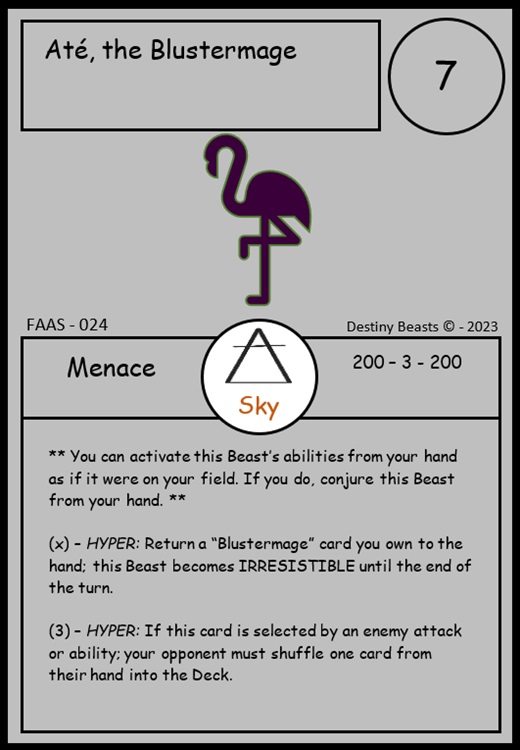 Até, the Blustermage
7
FAAS - 024
Destiny Beasts © - 2023
Menace
Sky
200 – 3 - 200
** You can activate this Beast's abilities from your hand
as if it were on your field. If you do, conjure this Beast
from your hand. **
(x) – HYPER: Return a “Blustermage” card you own to the
hand; this Beast becomes IRRESISTIBLE until the end of
the turn.
(3) – HYPER: If this card is selected by an enemy attack
or ability; your opponent must shuffle one card from
their hand into the Deck.